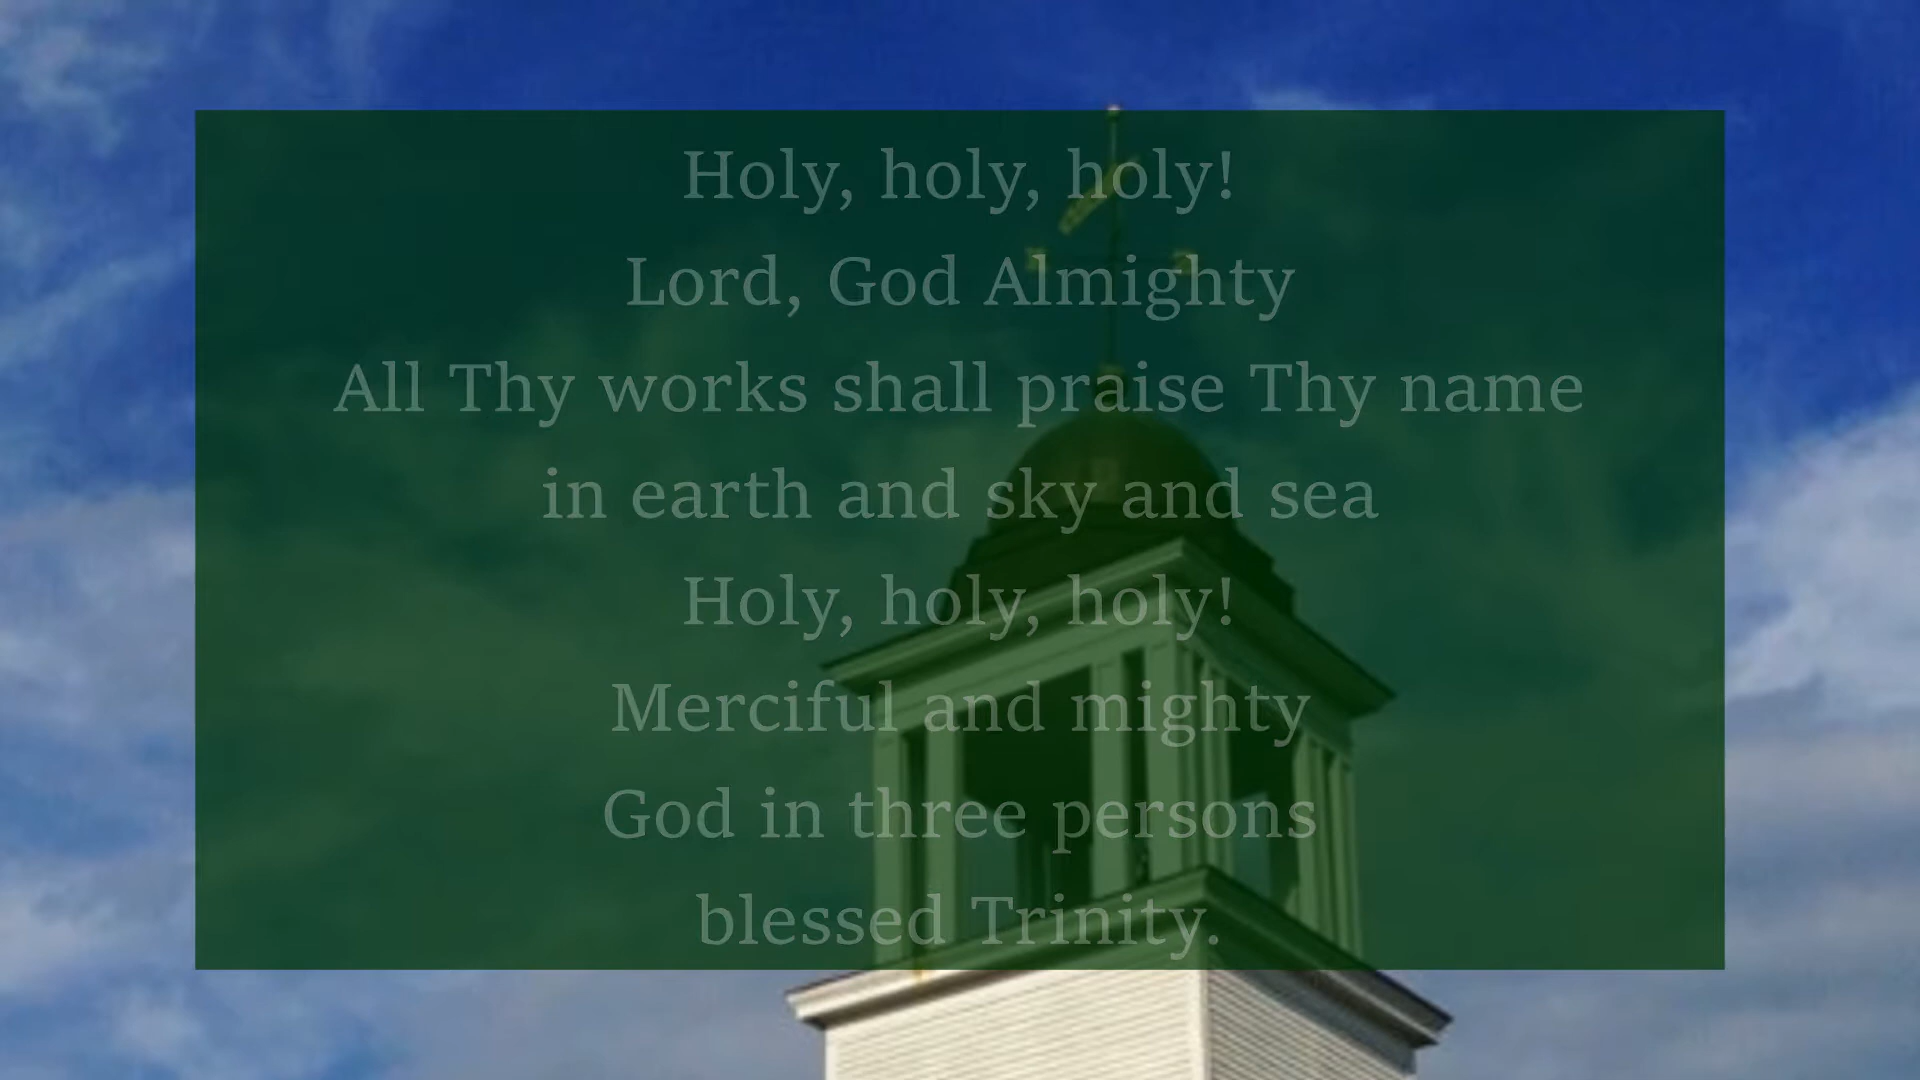 Holy, holy, holy!
Lord, God Almighty
All Thy works shall praise Thy name
in earth and sky and sea
Holy, holy, holy!
Merciful and mighty
God in three persons
blessed Trinity.